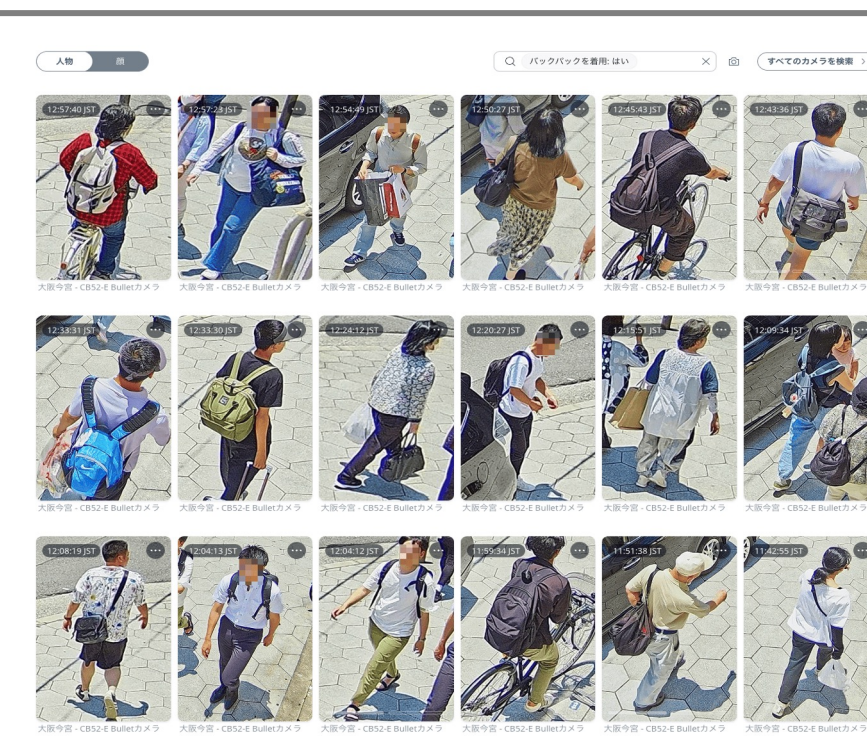 人物
顔
バックパックを着用: はい
すべてのカメラを検索
12:57:40 JST
12:57:23 JST
12:54:49 JST
12:50:27 JST
12:45:43 JST
12:43:36 JST
大阪今宮 - CB52-E Bulletカメラ
大阪今宮 - CB52-E Bulletカメラ
大阪今宮 - CB52-E Bulletカメラ
大阪今宮 - CB52-E Bulletカメラ
大阪今宮 - CB52-E Bulletカメラ
大阪今宮 - CB52-E Bulletカメラ
12:33:31 JST
12:33:30 JST
12:24:12 JST
12:20:27 JST
12:15:51 JST
12:09:34 JST
大阪今宮 - CB52-E Bulletカメラ
大阪今宮 - CB52-E Bulletカメラ
大阪今宮 - CB52-E Bulletカメラ
大阪今宮 - CB52-E Bulletカメラ
大阪今宮 - CB52-E Bulletカメラ
大阪今宮 - CB52-E Bulletカメラ
12:08:19 JST
12:04:13 JST
12:04:12 JST
11:59:34 JST
11:51:38 JST
11:42:55 JST
大阪今宮 - CB52-E Bulletカメラ
大阪今宮 - CB52-E Bulletカメラ
大阪今宮 - CB52-E Bulletカメラ
大阪今宮 - CB52-E Bulletカメラ
大阪今宮 - CB52-E Bulletカメラ
大阪今宮 - CB52-E Bulletカメラ